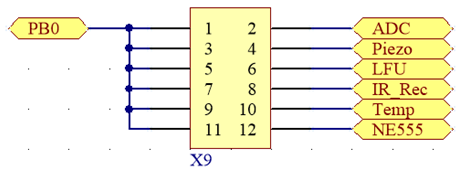 PB0 1 2 ADC
3 4 Piezo
5 6 LFU
7 8 IR_Rec
9 10 Temp
11 12 NE555
X9